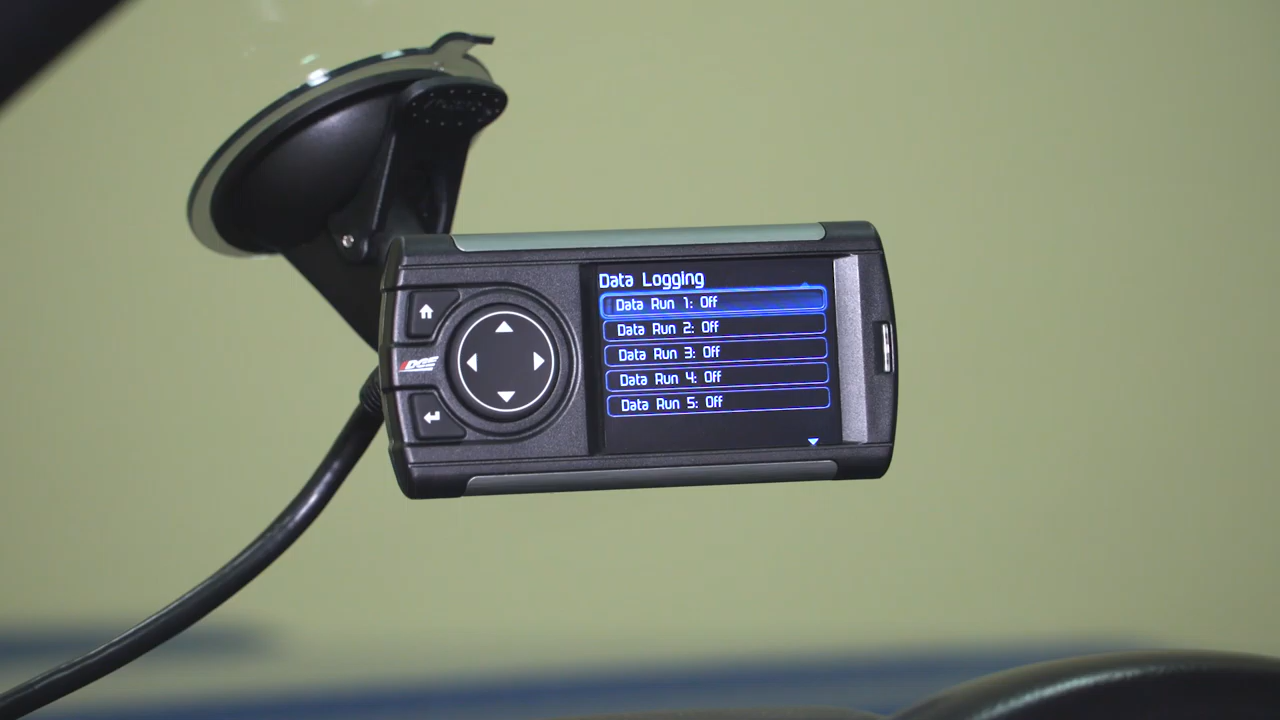 Data Logging
Data Run 1: Off
Data Run 2: Off
Data Run 3: Off
Data Run 4: Off
Data Run 5: Off
EDGE